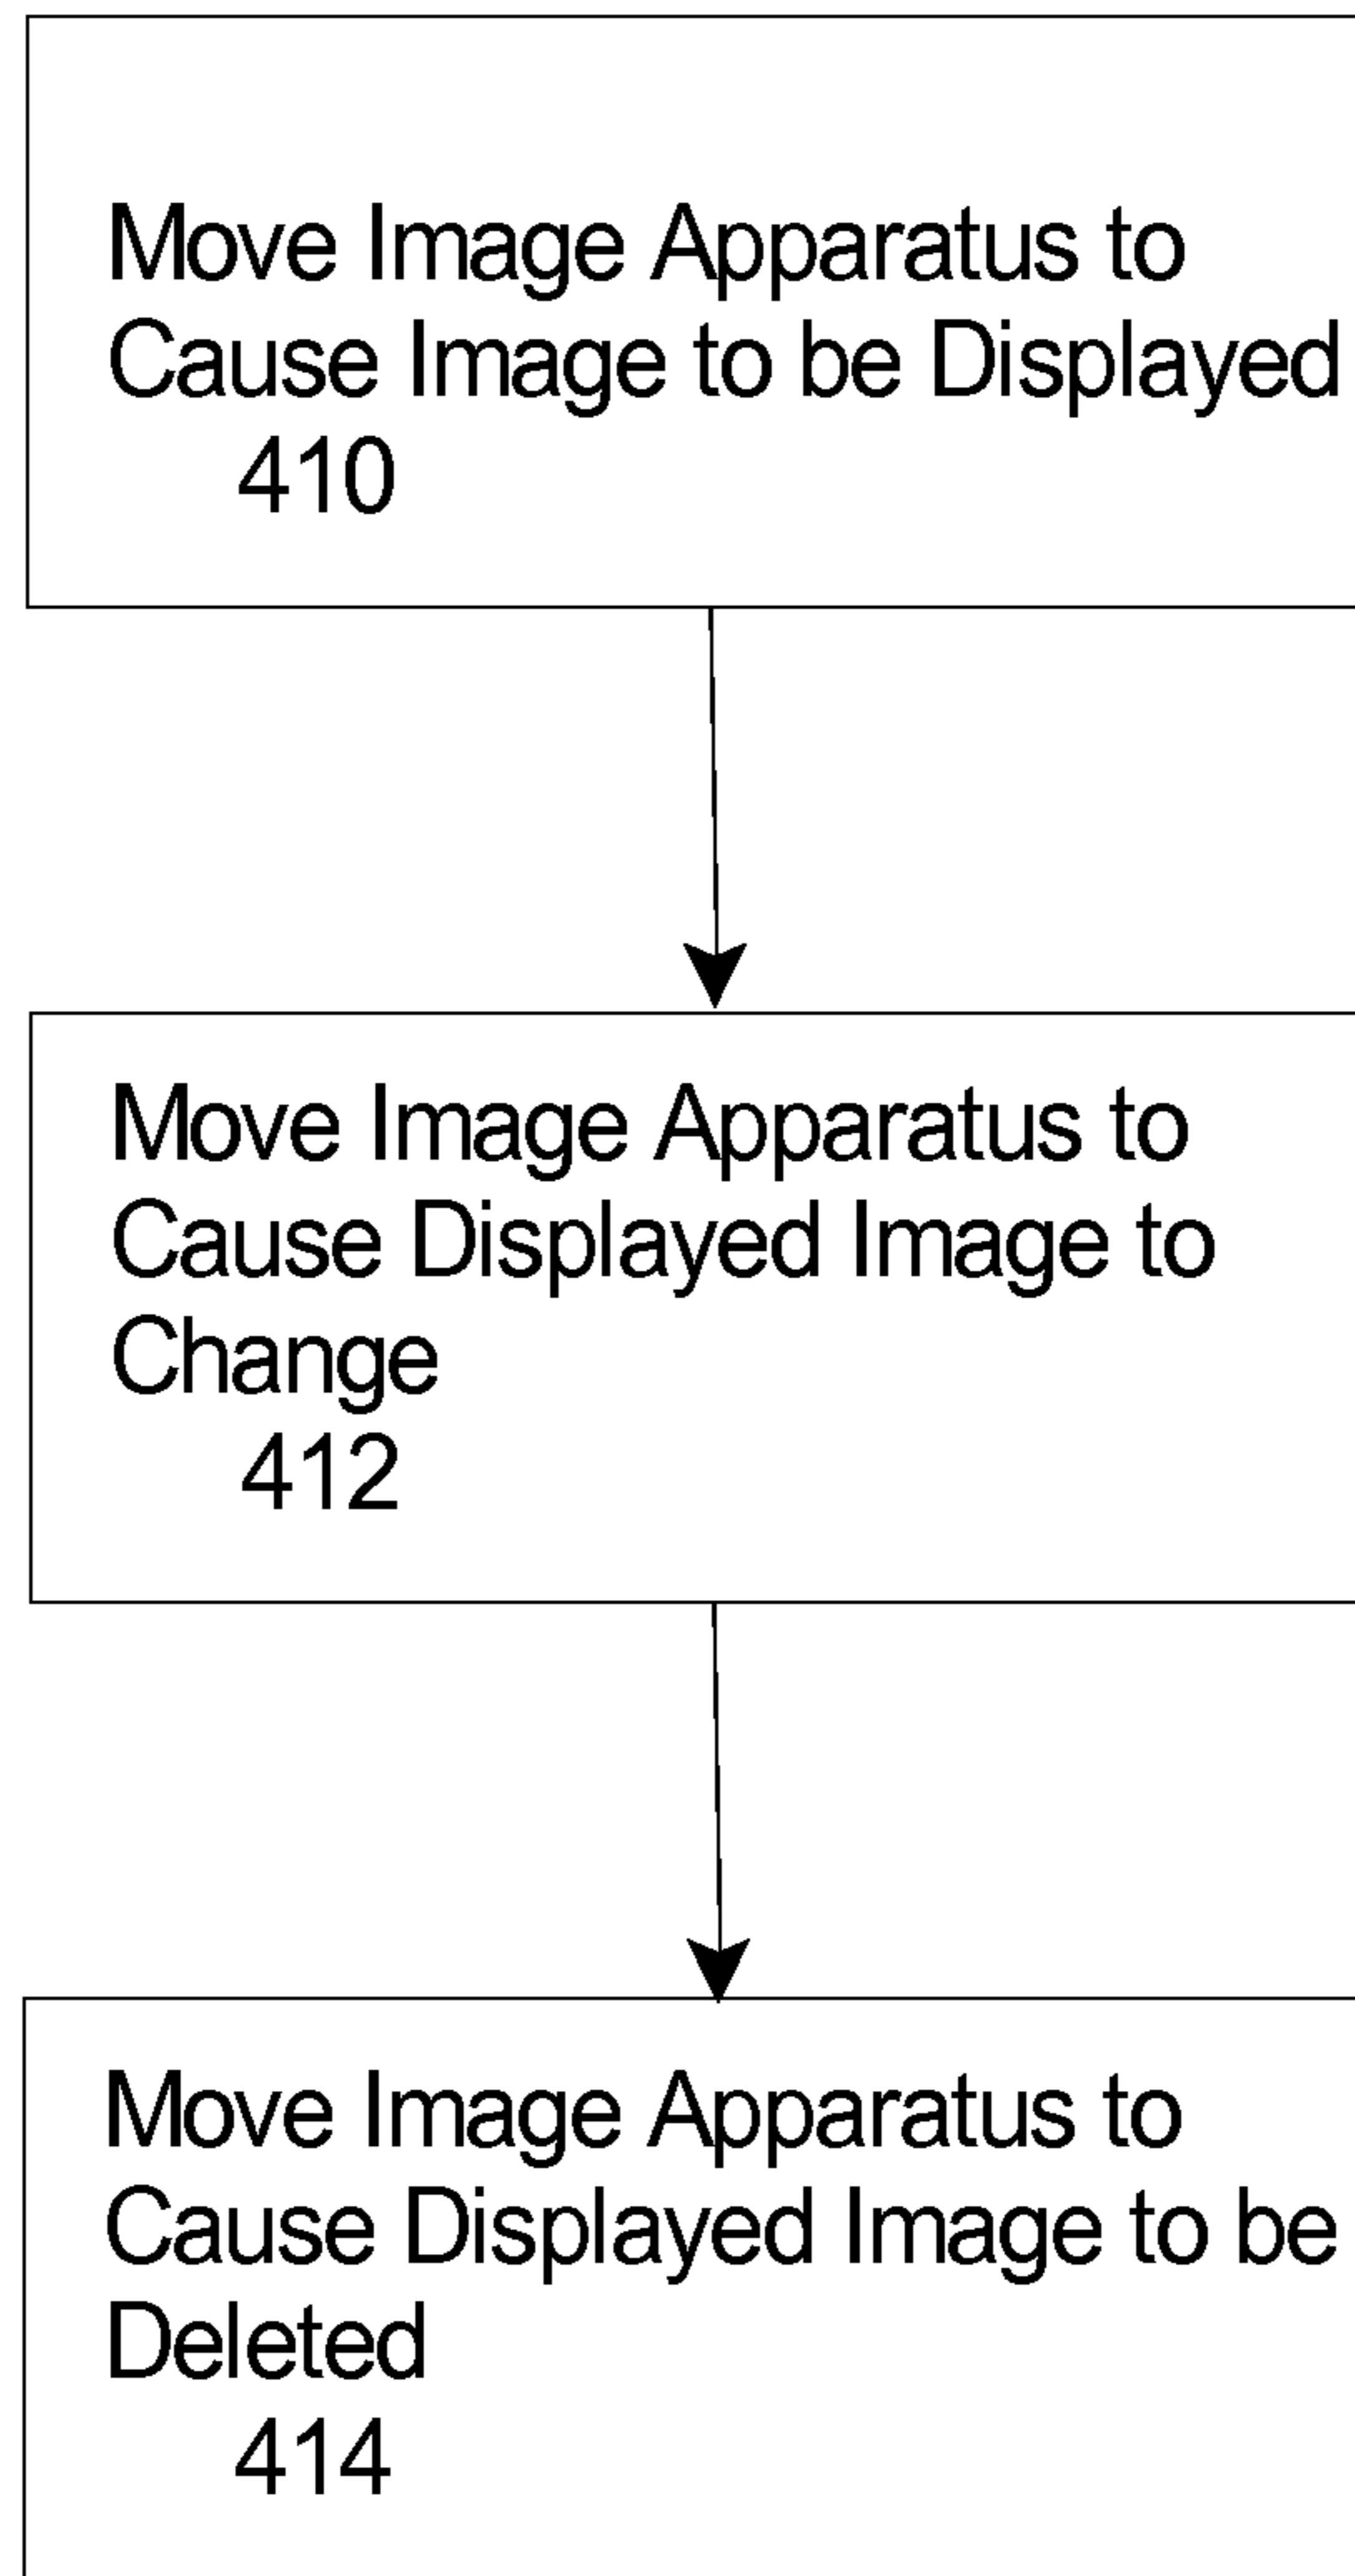 Move Image Apparatus to
Cause Image to be Displayed
410
Move Image Apparatus to
Cause Displayed Image to
Change
412
Move Image Apparatus to
Cause Displayed Image to be
Deleted
414